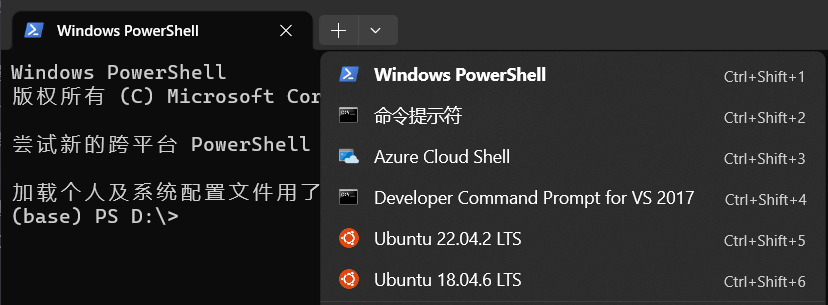 Windows PowerShell
Windows PowerShell
版权所有 (C) Microsoft Cor
尝试新的跨平台 PowerShell
加载个人及系统配置文件用了
(base) PS D:\>
Windows PowerShell Ctrl+Shift+1
命令提示符 Ctrl+Shift+2
Azure Cloud Shell Ctrl+Shift+3
Developer Command Prompt for VS 2017 Ctrl+Shift+4
Ubuntu 22.04.2 LTS Ctrl+Shift+5
Ubuntu 18.04.6 LTS Ctrl+Shift+6